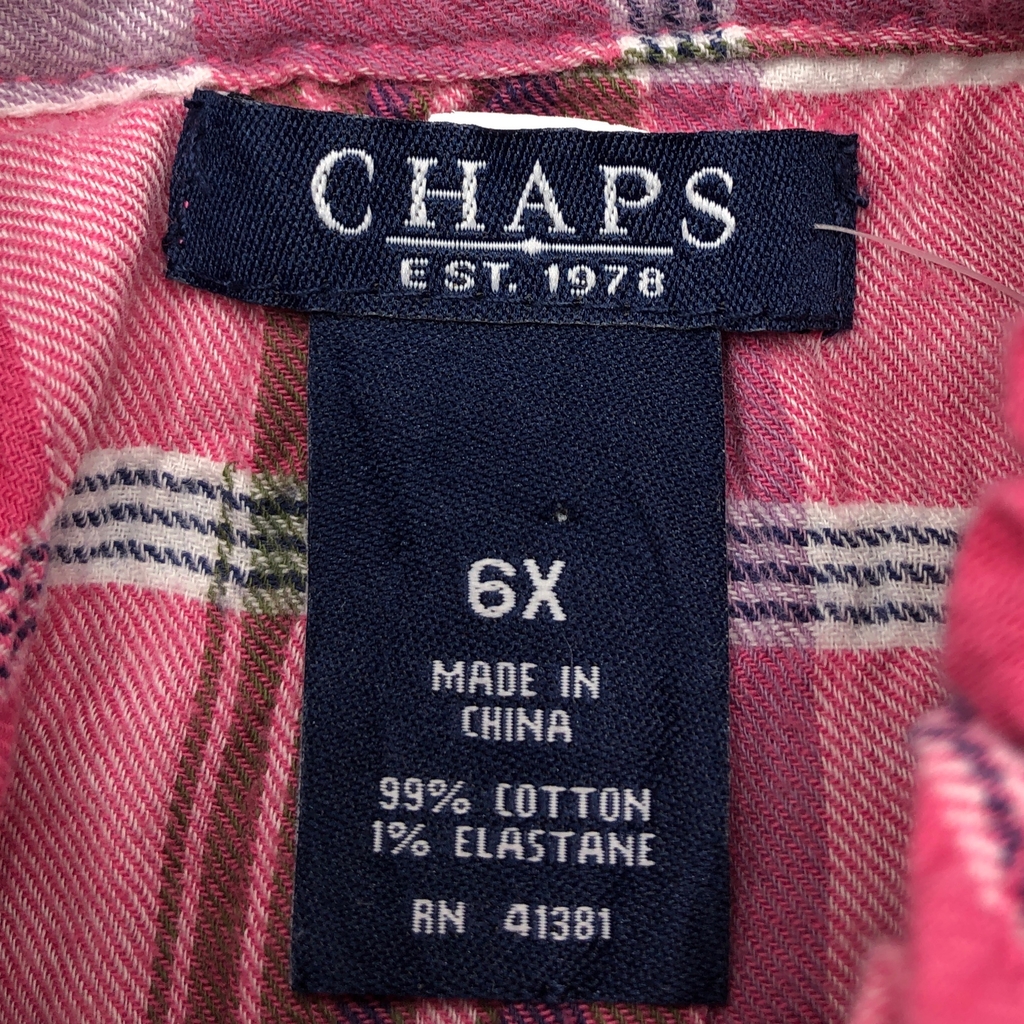 CHAPS
EST. 1978
6X
MADE IN
CHINA
99% COTTON
1% ELASTANE
RN 41381